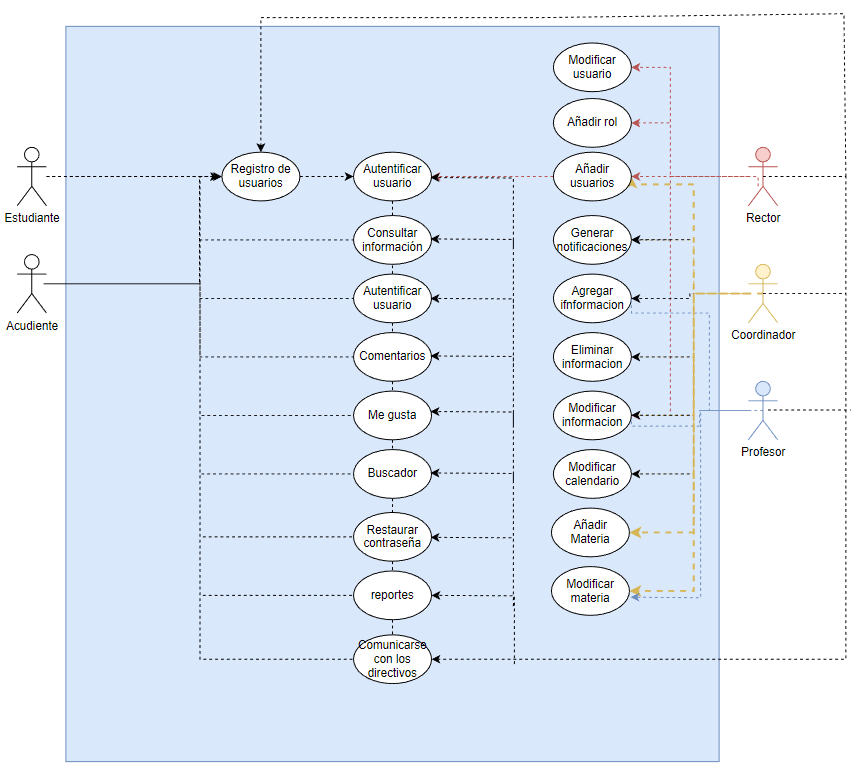 Estudiante
Acudiente
Registro de
usuarios
Autentificar
usuario
Consultar
información
Autentificar
usuario
Comentarios
Me gusta
Buscador
Restaurar
contraseña
reportes
Comunicarse
con los
directivos
Modificar
usuario
Añadir rol
Añadir
usuarios
Generar
notificaciones
Agregar
ifnformacion
Eliminar
informacion
Modificar
informacion
Modificar
calendario
Añadir
Materia
Modificar
materia
Rector
Coordinador
Profesor